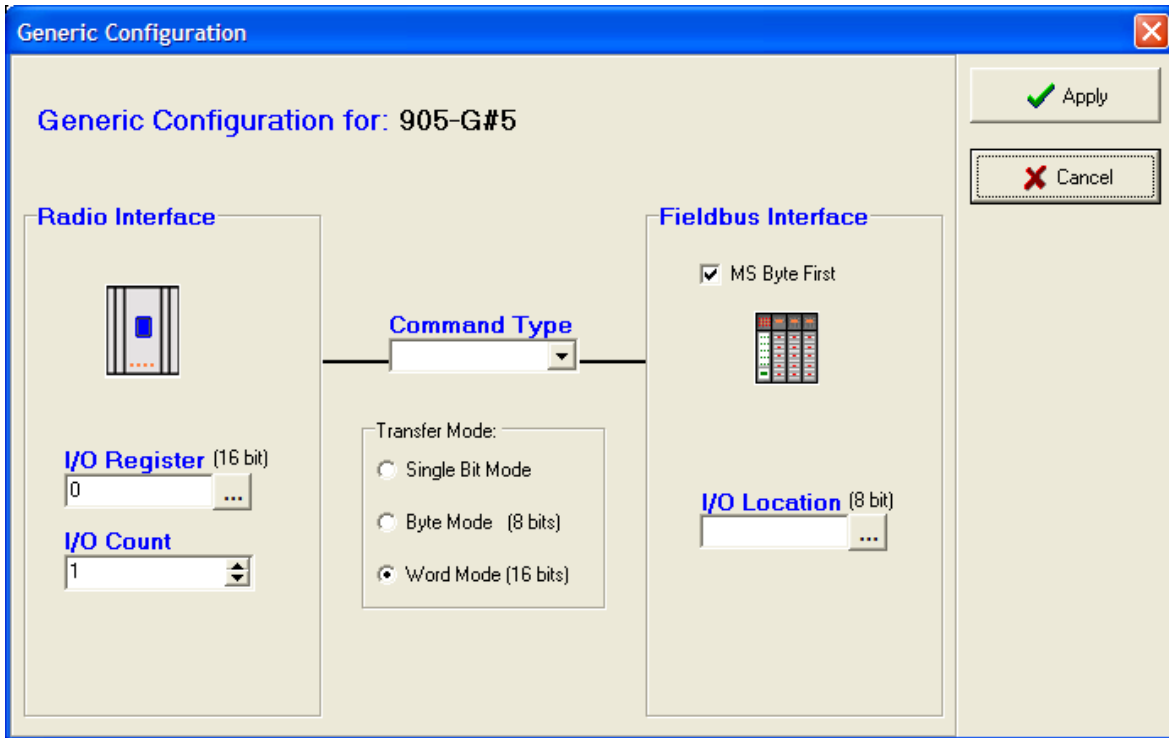 Generic Configuration
Generic Configuration for: 905-G#5
Apply
Cancel
Radio Interface
I/O Register (16 bit)
0
...
I/O Count
1
Command Type
Transfer Mode:
Single Bit Mode
Byte Mode (8 bits)
Word Mode (16 bits)
Fieldbus Interface
MS Byte First
I/O Location (8 bit)
...